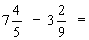 7 4/5 − 3 2/9 =